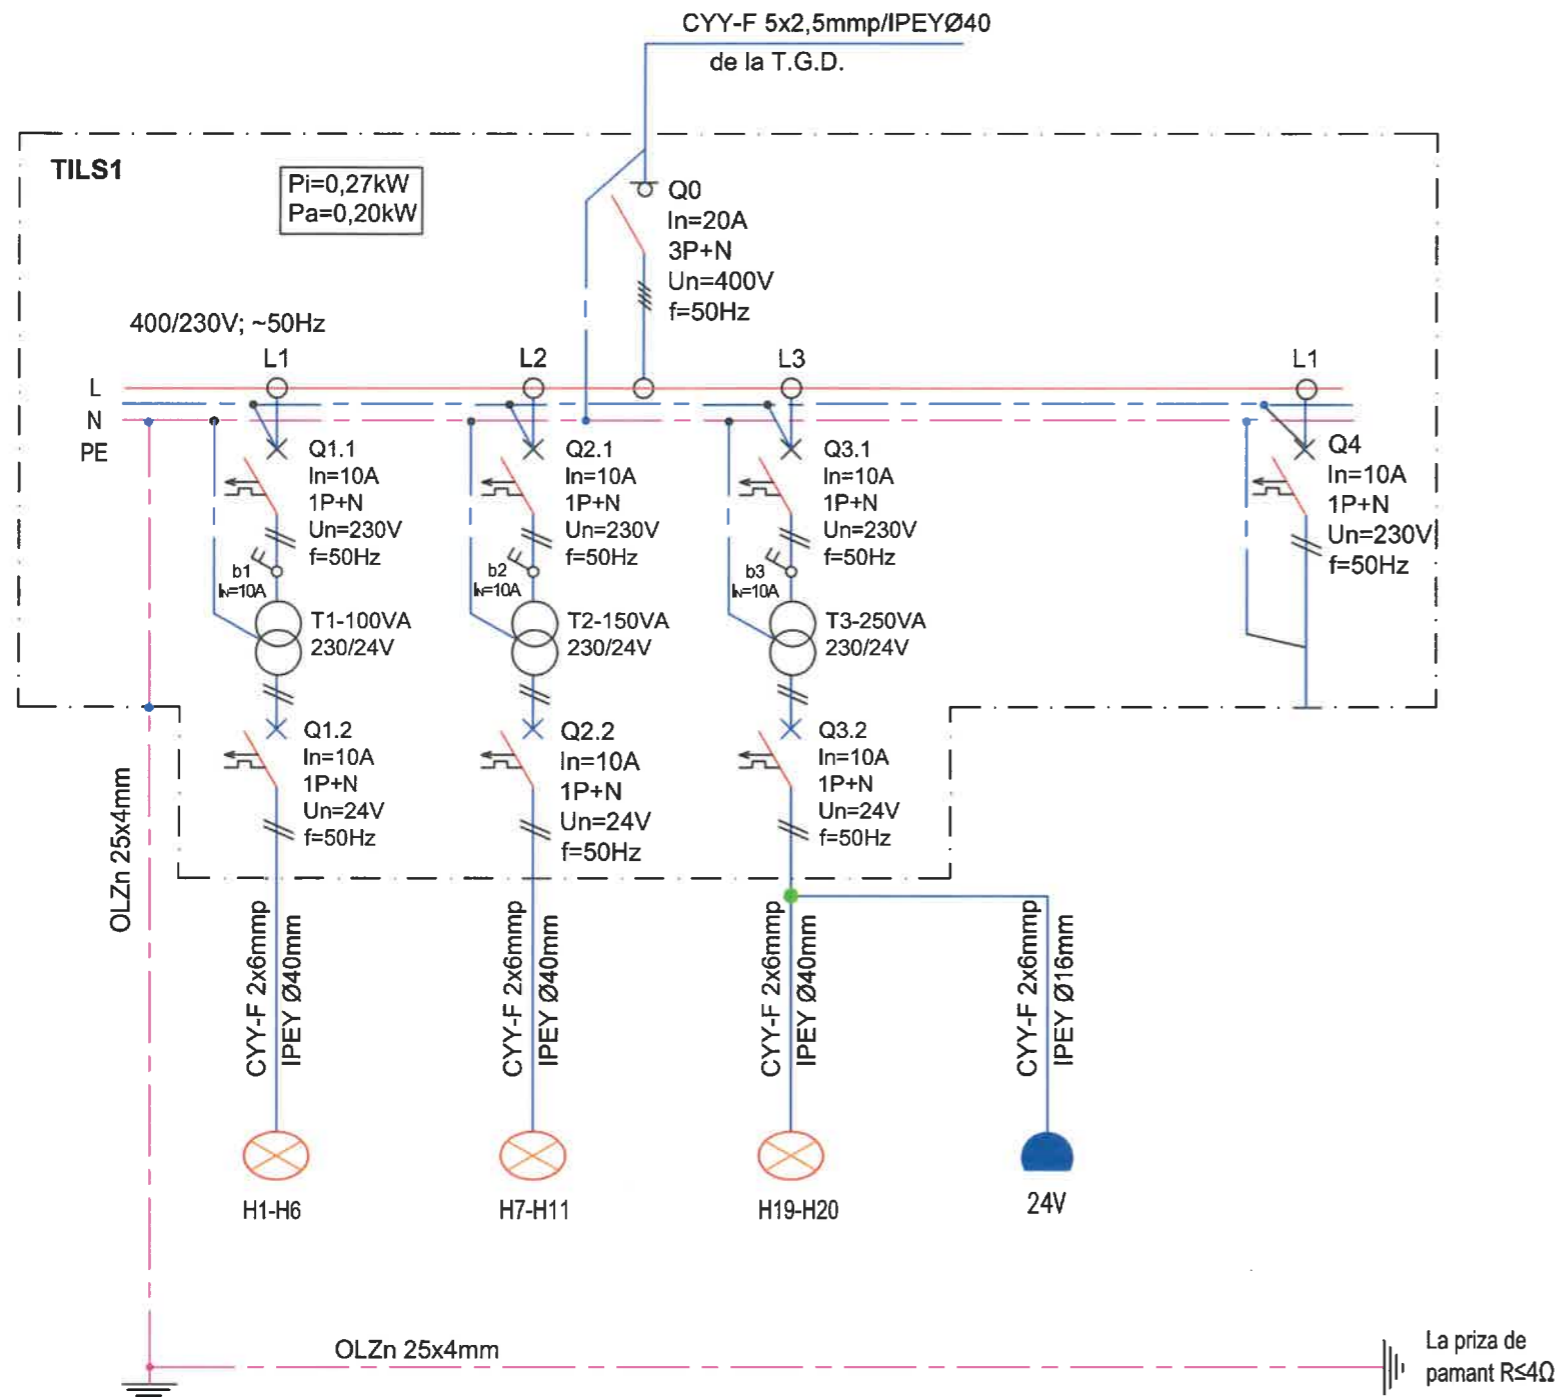 CYY-F 5x2,5mmp/IPEYØ40
de la T.G.D.
TILS1
Pi=0,27kW
Pa=0,20kW
Q0
In=20A
3P+N
Un=400V
f=50Hz
400/230V; ~50Hz
L1
L2
L3
L1
L
N
PE
Q1.1
In=10A
1P+N
Un=230V
f=50Hz
b1
IN=10A
T1-100VA
230/24V
Q1.2
In=10A
1P+N
Un=24V
f=50Hz
Q2.1
In=10A
1P+N
Un=230V
f=50Hz
b2
IN=10A
T2-150VA
230/24V
Q2.2
In=10A
1P+N
Un=24V
f=50Hz
Q3.1
In=10A
1P+N
Un=230V
f=50Hz
b3
IN=10A
T3-250VA
230/24V
Q3.2
In=10A
1P+N
Un=24V
f=50Hz
Q4
In=10A
1P+N
Un=230V
f=50Hz
OLZn 25x4mm
CYY-F 2x6mmp
IPEY Ø40mm
CYY-F 2x6mmp
IPEY Ø40mm
CYY-F 2x6mmp
IPEY Ø40mm
CYY-F 2x6mmp
IPEY Ø16mm
H1-H6
H7-H11
H19-H20
24V
OLZn 25x4mm
La priza de
pamant R≤4Ω